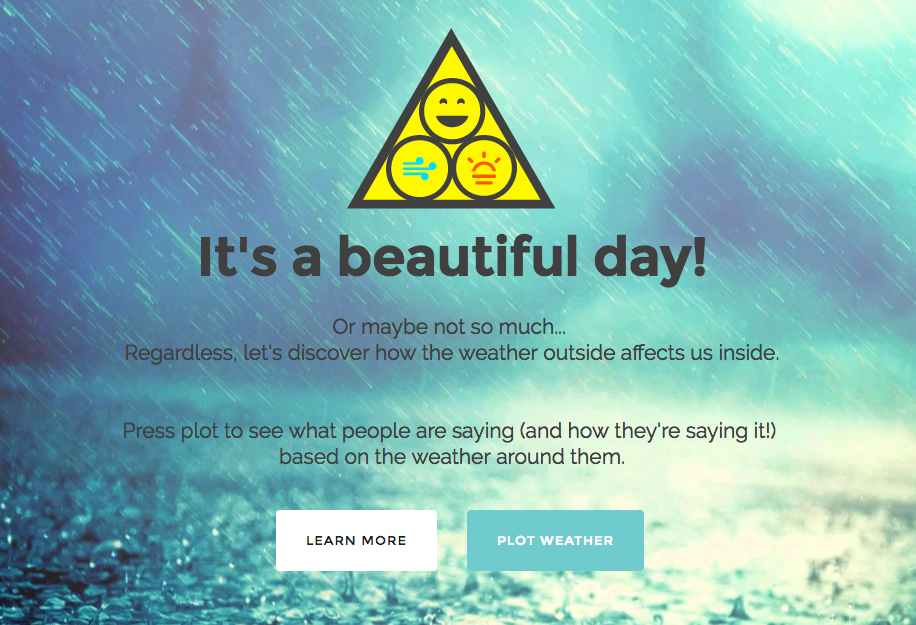 It's a beautiful day!
Or maybe not so much...
Regardless, let's discover how the weather outside affects us inside.
Press plot to see what people are saying (and how they're saying it!)
based on the weather around them.
LEARN MORE
PLOT WEATHER